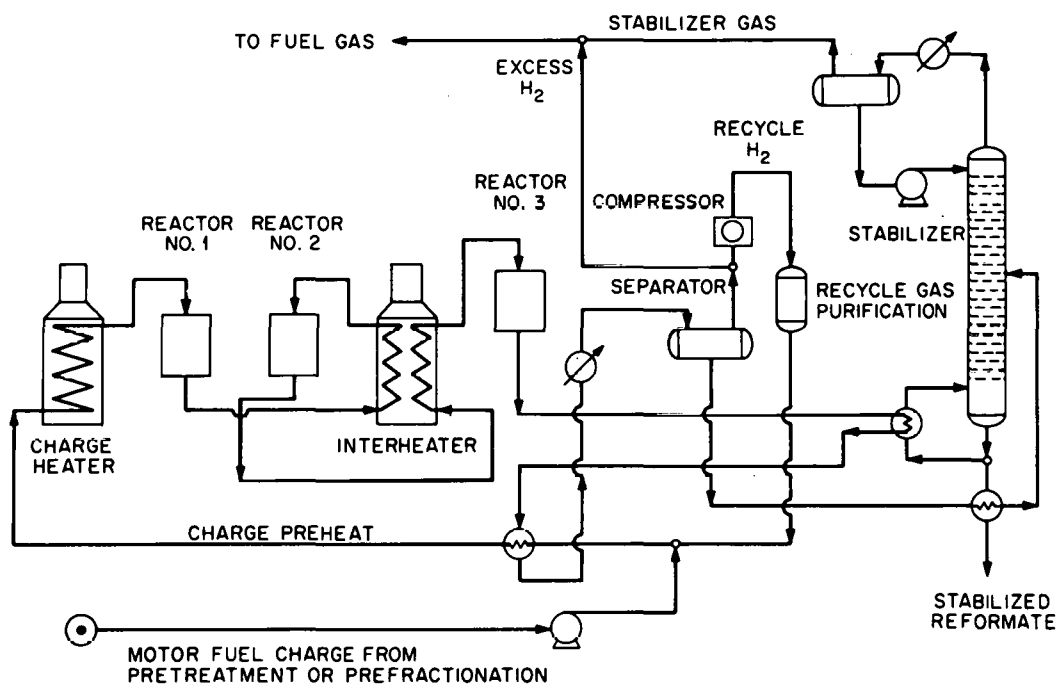 STABILIZER GAS
TO FUEL GAS
EXCESS
H2
RECYCLE
H2
REACTOR
NO. 3
COMPRESSOR
REACTOR
NO. 1
REACTOR
NO. 2
STABILIZER
SEPARATOR
RECYCLE GAS
PURIFICATION
CHARGE
HEATER
INTERHEATER
CHARGE PREHEAT
STABILIZED
REFORMATE
MOTOR FUEL CHARGE FROM
PRETREATMENT OR PREFRACTIONATION